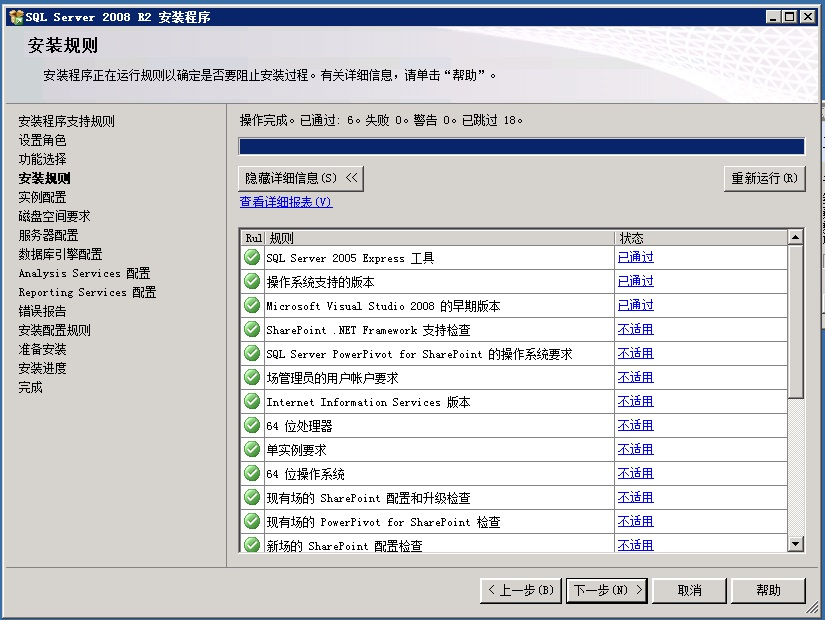 SQL Server 2008 R2 安装程序
安装规则
安装程序正在运行规则以确定是否要阻止安装过程。有关详细信息，请单击“帮助”。
安装程序支持规则
设置角色
功能选择
安装规则
实例配置
磁盘空间要求
服务器配置
数据库引擎配置
Analysis Services 配置
Reporting Services 配置
错误报告
安装配置规则
准备安装
安装进度
完成
操作完成。已通过: 6。失败 0。警告 0。已跳过 18。
隐藏详细信息(S) <<
重新运行(R)
查看详细报表(V)
Rul 规则 状态
SQL Server 2005 Express 工具 已通过
操作系统支持的版本 已通过
Microsoft Visual Studio 2008 的早期版本 已通过
SharePoint .NET Framework 支持检查 不适用
SQL Server PowerPivot for SharePoint 的操作系统要求 不适用
场管理员的用户帐户要求 不适用
Internet Information Services 版本 不适用
64 位处理器 不适用
单实例要求 不适用
64 位操作系统 不适用
现有场的 SharePoint 配置和升级检查 不适用
现有场的 PowerPivot for SharePoint 检查 不适用
新场的 SharePoint 配置检查 不适用
< 上一步(B) 下一步(N) > 取消 帮助